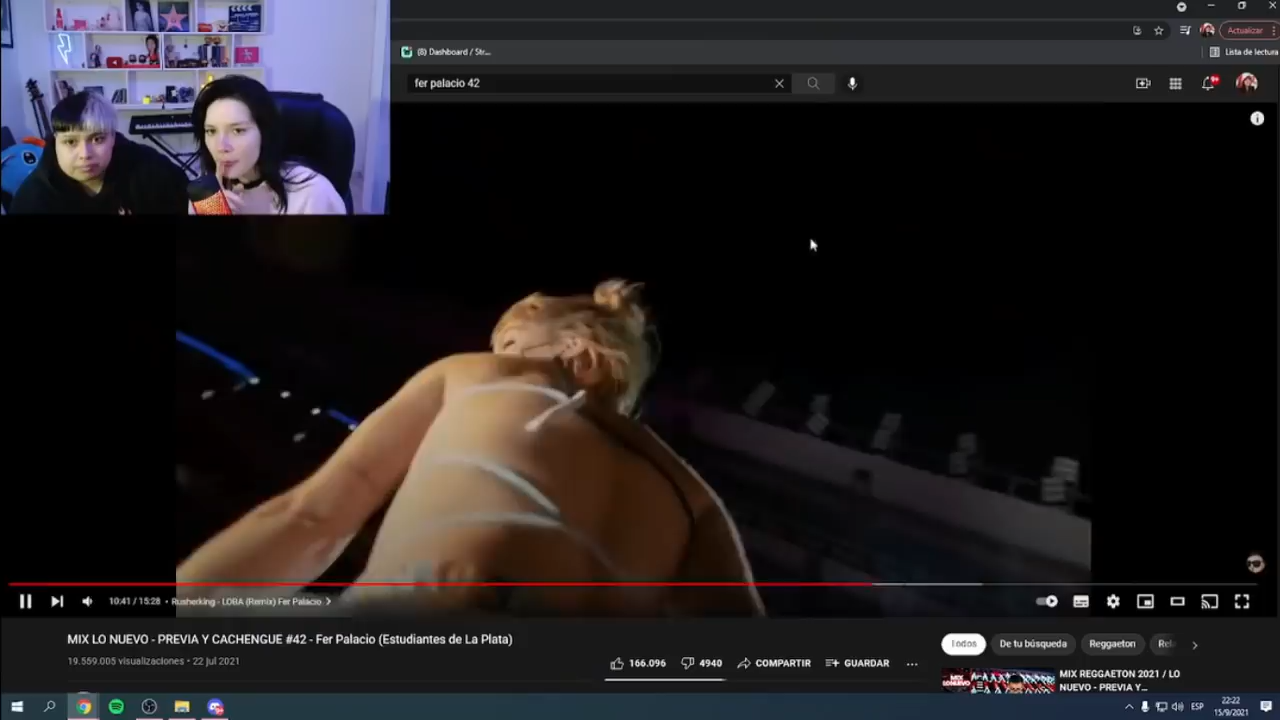 Actualizar
(8) Dashboard / Str...
Lista de lectura
fer palacio 42
9+
10:41 / 15:28 • Rusherking - LOBA (Remix) Fer Palacio
MIX LO NUEVO - PREVIA Y CACHENGUE #42 - Fer Palacio (Estudiantes de La Plata)
19.559.005 visualizaciones • 22 jul 2021
166.096
4940
COMPARTIR
GUARDAR
Todos
De tu búsqueda
Reggaeton
Rel
MIX REGGAETON 2021 / LO
NUEVO - PREVIA Y...
ESP
22:22
15/9/2021